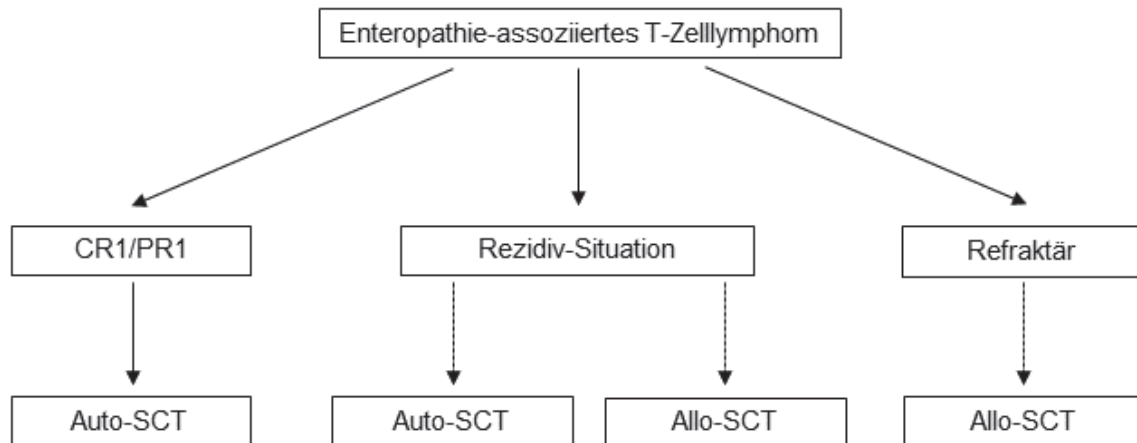 Enteropathie-assoziiertes T-Zelllymphom
CR1/PR1
Rezidiv-Situation
Refraktär
Auto-SCT
Auto-SCT
Allo-SCT
Allo-SCT